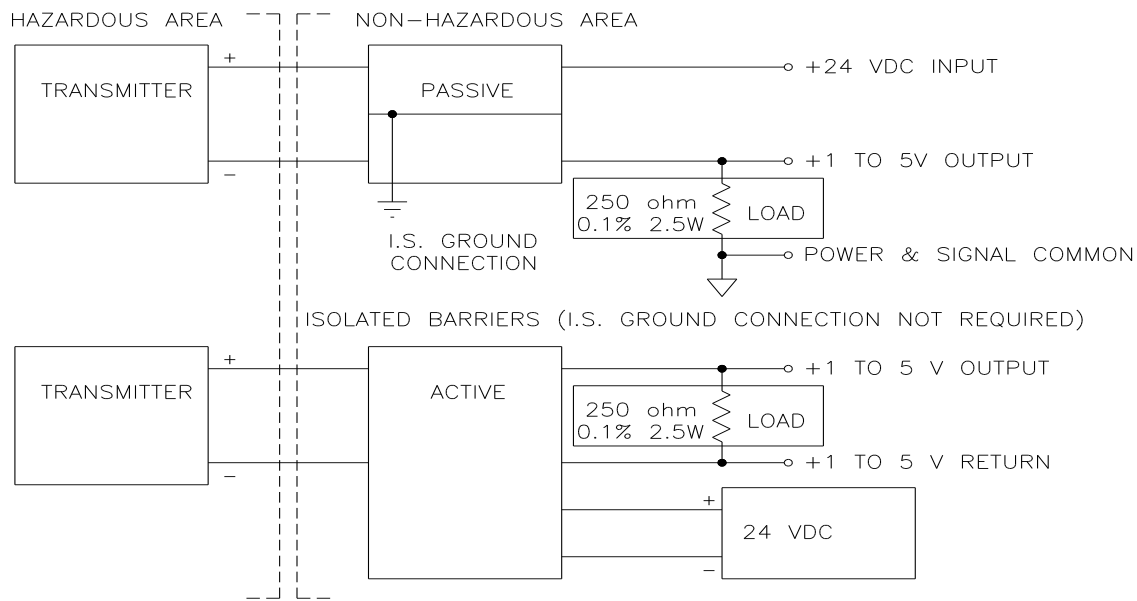 HAZARDOUS AREA
NON-HAZARDOUS AREA
+
TRANSMITTER
-
PASSIVE
+24 VDC INPUT
+1 TO 5V OUTPUT
250 ohm
0.1% 2.5W
LOAD
I.S. GROUND
CONNECTION
POWER & SIGNAL COMMON
ISOLATED BARRIERS (I.S. GROUND CONNECTION NOT REQUIRED)
+
TRANSMITTER
-
ACTIVE
+1 TO 5 V OUTPUT
250 ohm
0.1% 2.5W
LOAD
+1 TO 5 V RETURN
+
24 VDC
-